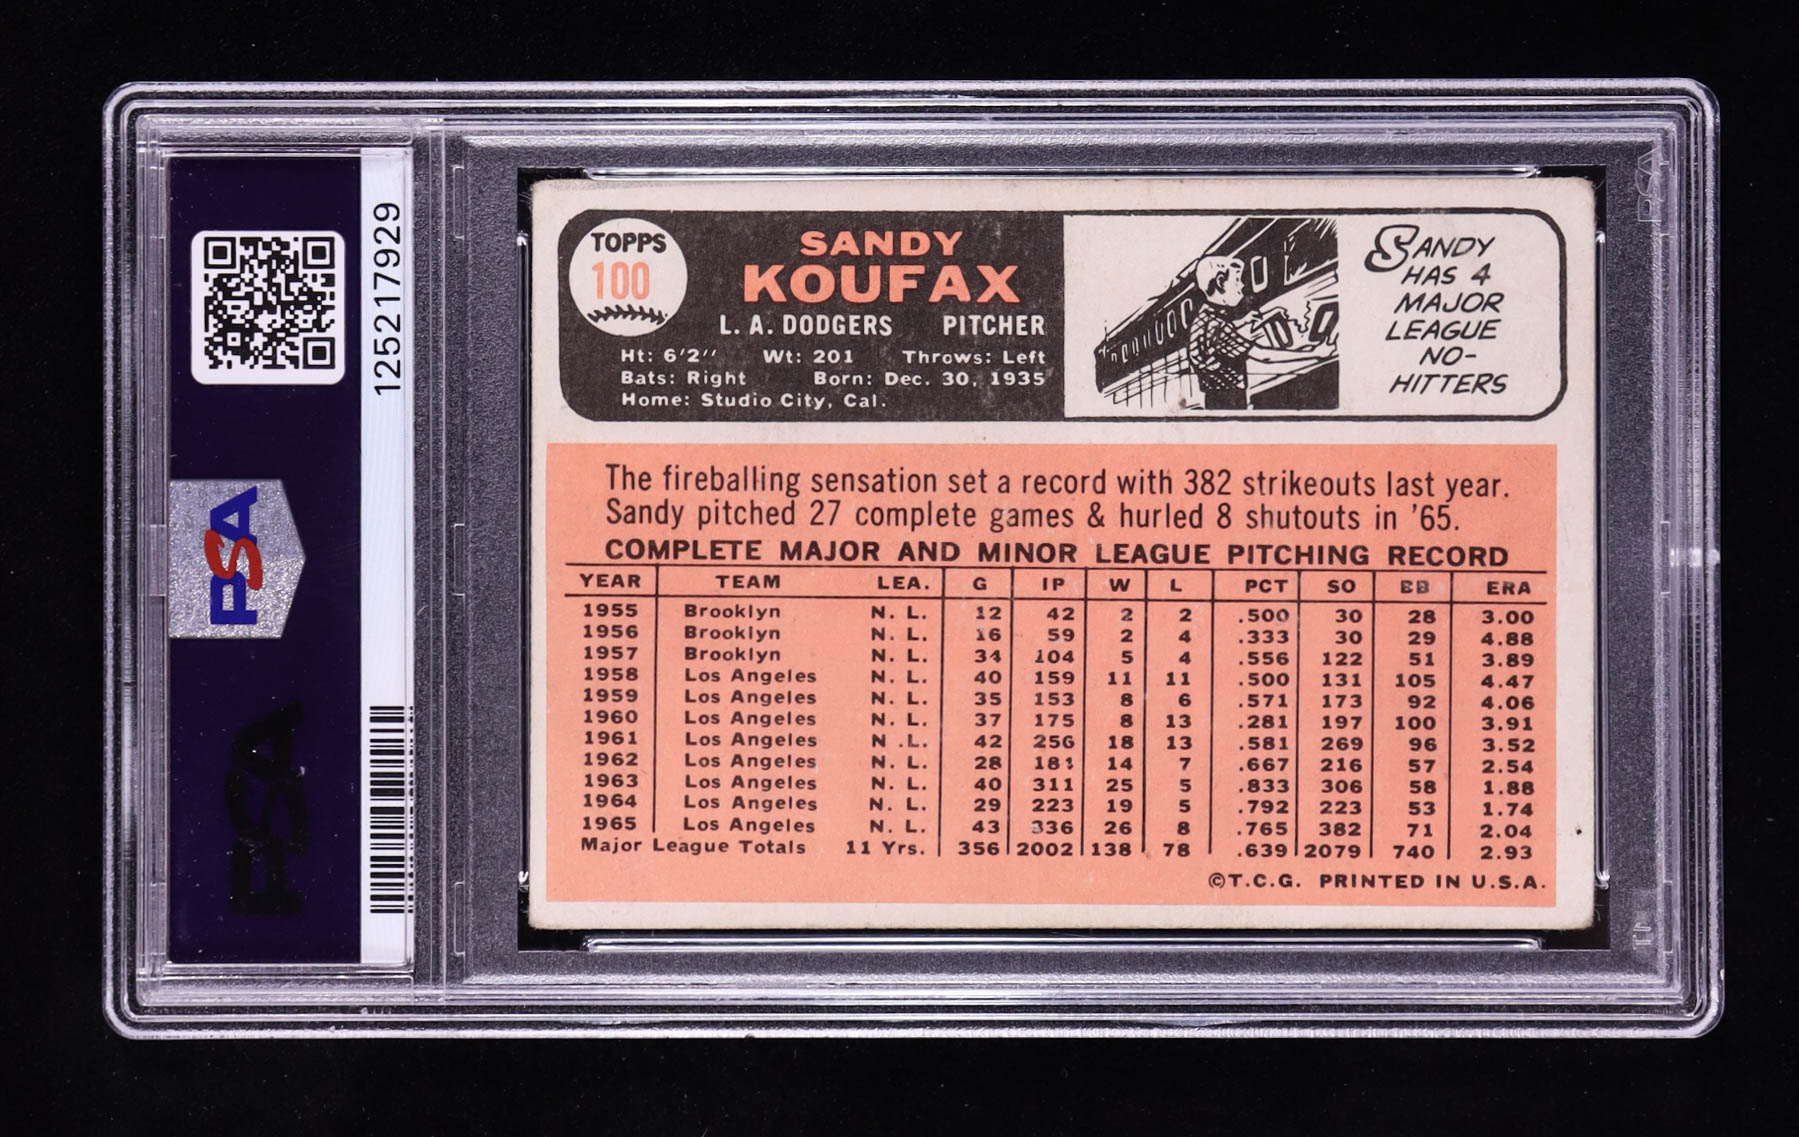 125217929
PSA
PSA
TOPPS
100
SANDY
KOUFAX
L. A. DODGERS PITCHER
Ht: 6'2'' Wt: 201 Throws: Left
Bats: Right Born: Dec. 30, 1935
Home: Studio City, Cal.
SANDY
HAS 4
MAJOR
LEAGUE
NO-
HITTERS
The fireballing sensation set a record with 382 strikeouts last year.
Sandy pitched 27 complete games & hurled 8 shutouts in '65.
COMPLETE MAJOR AND MINOR LEAGUE PITCHING RECORD
YEAR TEAM LEA. G IP W L PCT SO BB ERA
1955 Brooklyn N. L. 12 42 2 2 .500 30 28 3.00
1956 Brooklyn N. L. 16 59 2 4 .333 30 29 4.88
1957 Brooklyn N. L. 34 104 5 4 .556 122 51 3.89
1958 Los Angeles N. L. 40 159 11 11 .500 131 105 4.47
1959 Los Angeles N. L. 35 153 8 6 .571 173 92 4.06
1960 Los Angeles N. L. 37 175 8 13 .281 197 100 3.91
1961 Los Angeles N .L. 42 256 18 13 .581 269 96 3.52
1962 Los Angeles N. L. 28 181 14 7 .667 216 57 2.54
1963 Los Angeles N. L. 40 311 25 5 .833 306 58 1.88
1964 Los Angeles N. L. 29 223 19 5 .792 223 53 1.74
1965 Los Angeles N. L. 43 336 26 8 .765 382 71 2.04
Major League Totals 11 Yrs. 356 2002 138 78 .639 2079 740 2.93
©T.C.G. PRINTED IN U.S.A.
PSA